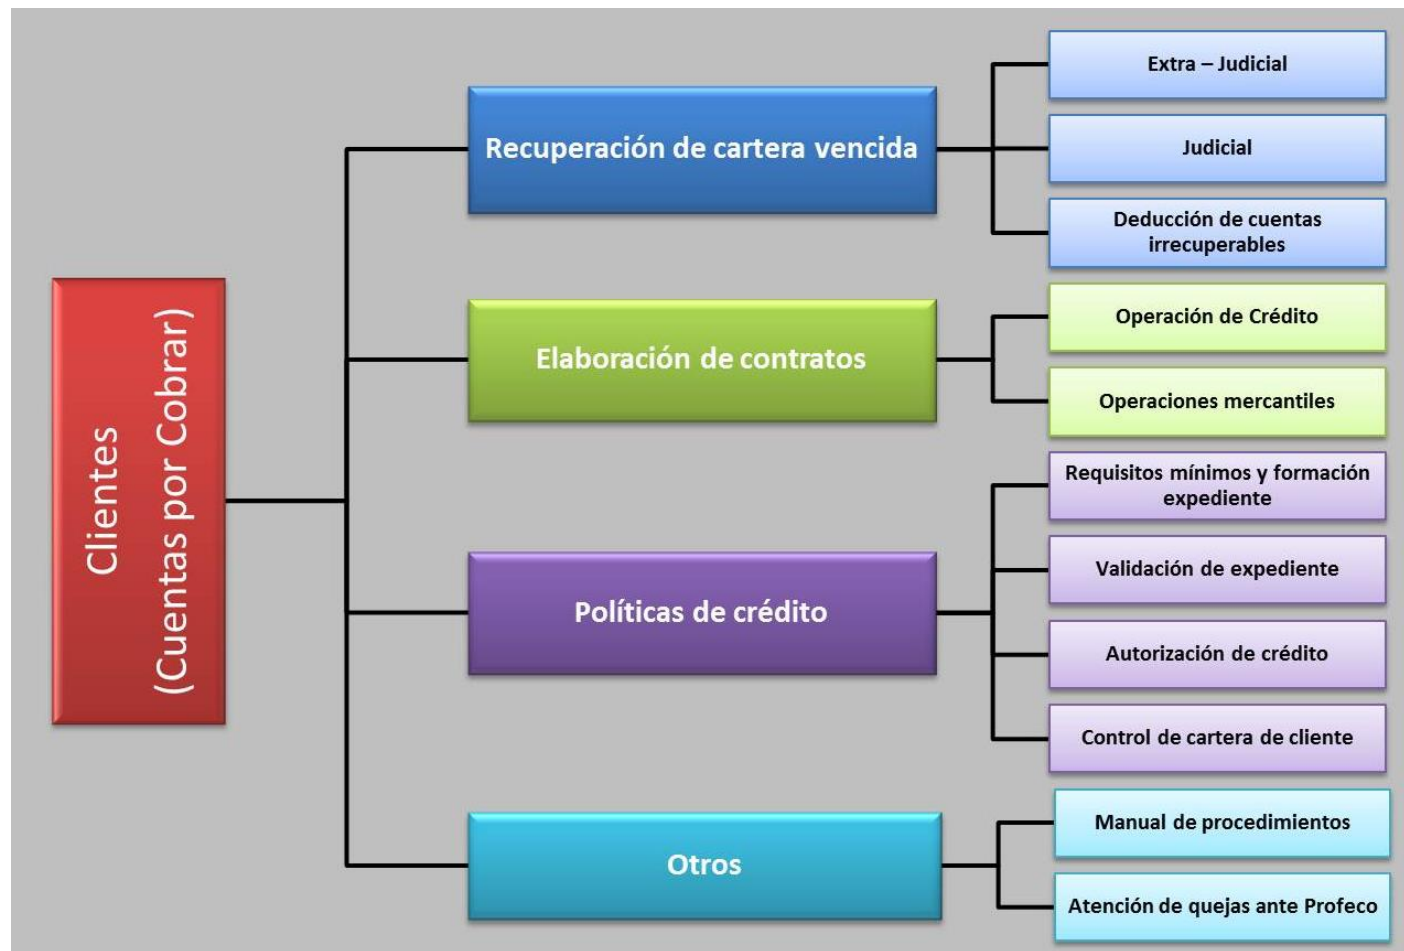 Clientes
(Cuentas por Cobrar)
Recuperación de cartera vencida
Extra – Judicial
Judicial
Deducción de cuentas
irrecuperables
Elaboración de contratos
Operación de Crédito
Operaciones mercantiles
Políticas de crédito
Requisitos mínimos y formación
expediente
Validación de expediente
Autorización de crédito
Control de cartera de cliente
Otros
Manual de procedimientos
Atención de quejas ante Profeco